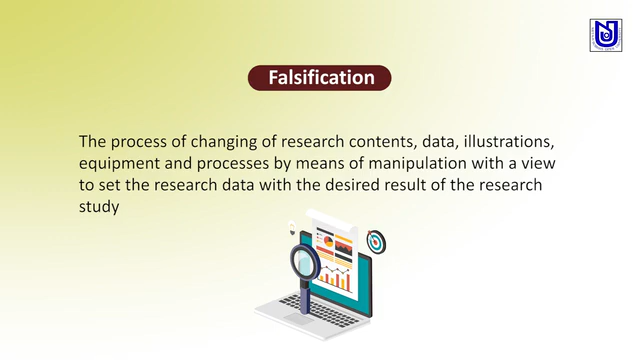 Falsification
The process of changing of research contents, data, illustrations,
equipment and processes by means of manipulation with a view
to set the research data with the desired result of the research
study